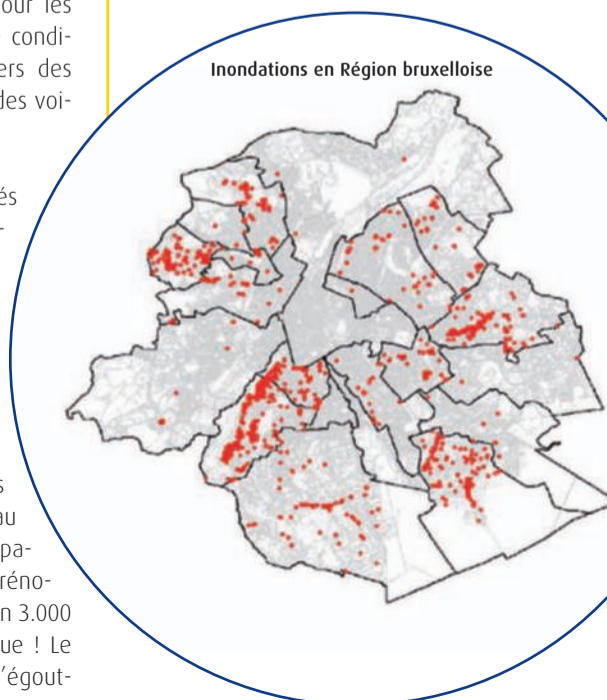 our les
condi-
ers des
des voi-
Inondations en Région bruxelloise
és
-
s
au
pa-
réno-
n 3.000
ue ! Le
'égout-